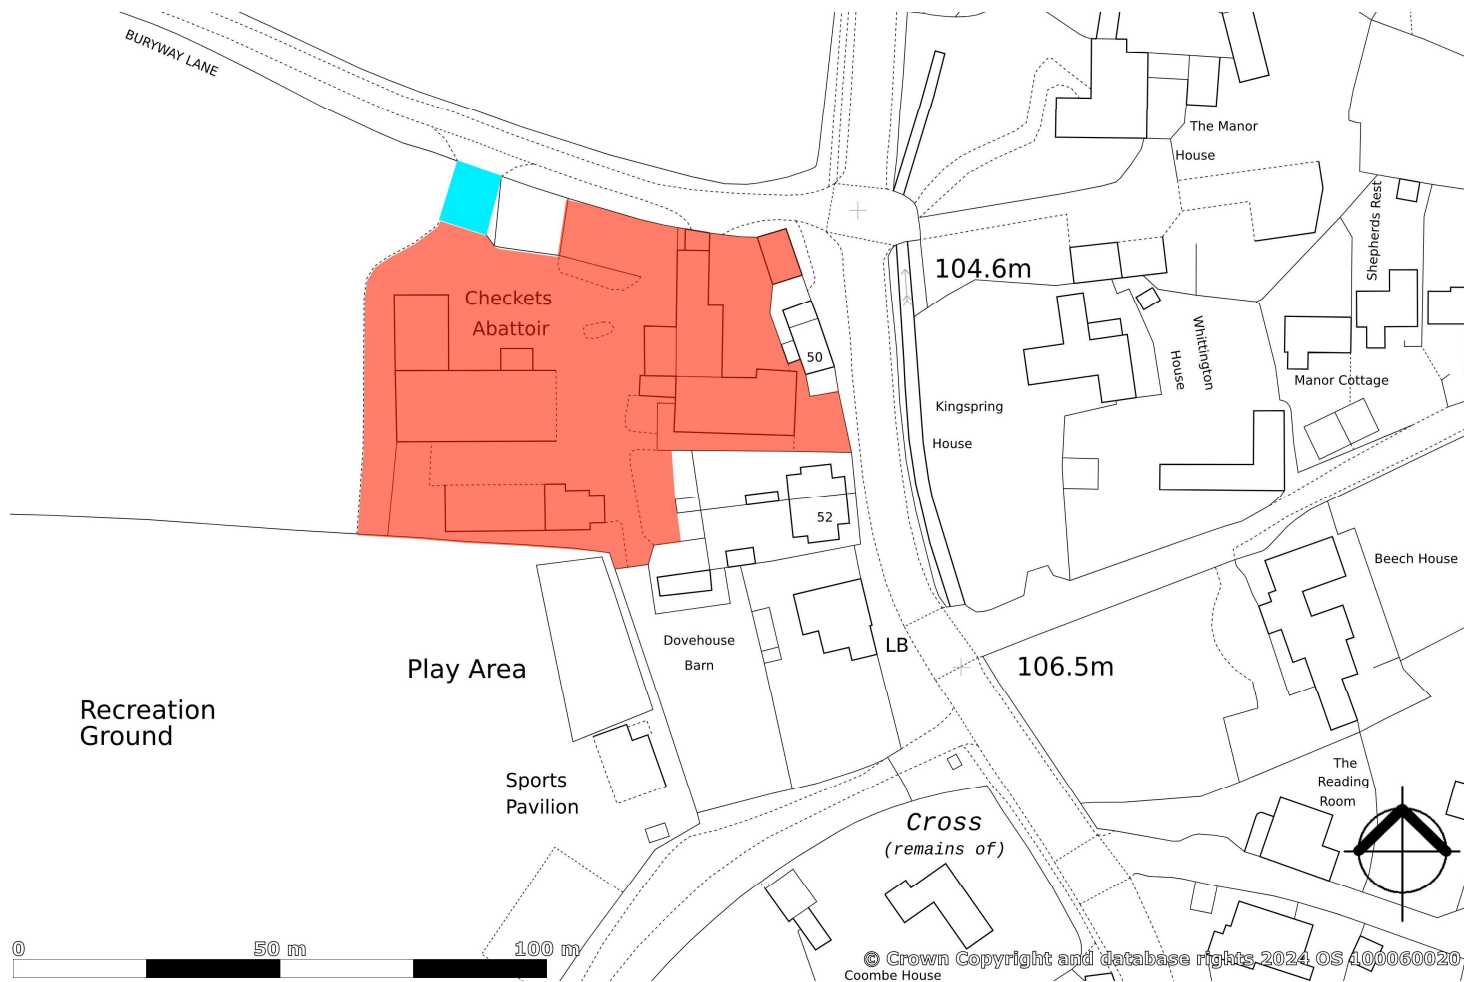 BURYWAY LANE
The Manor
House
Shepherds Rest
104.6m
Checkets
Abattoir
Whittington
House
50
Manor Cottage
Kingspring
House
52
Beech House
Dovehouse
Barn
LB
106.5m
Play Area
Recreation
Ground
The
Reading
Room
Sports
Pavilion
Cross
(remains of)
0 50 m 100 m
© Crown Copyright and database rights 2024 OS 100060020
Coombe House